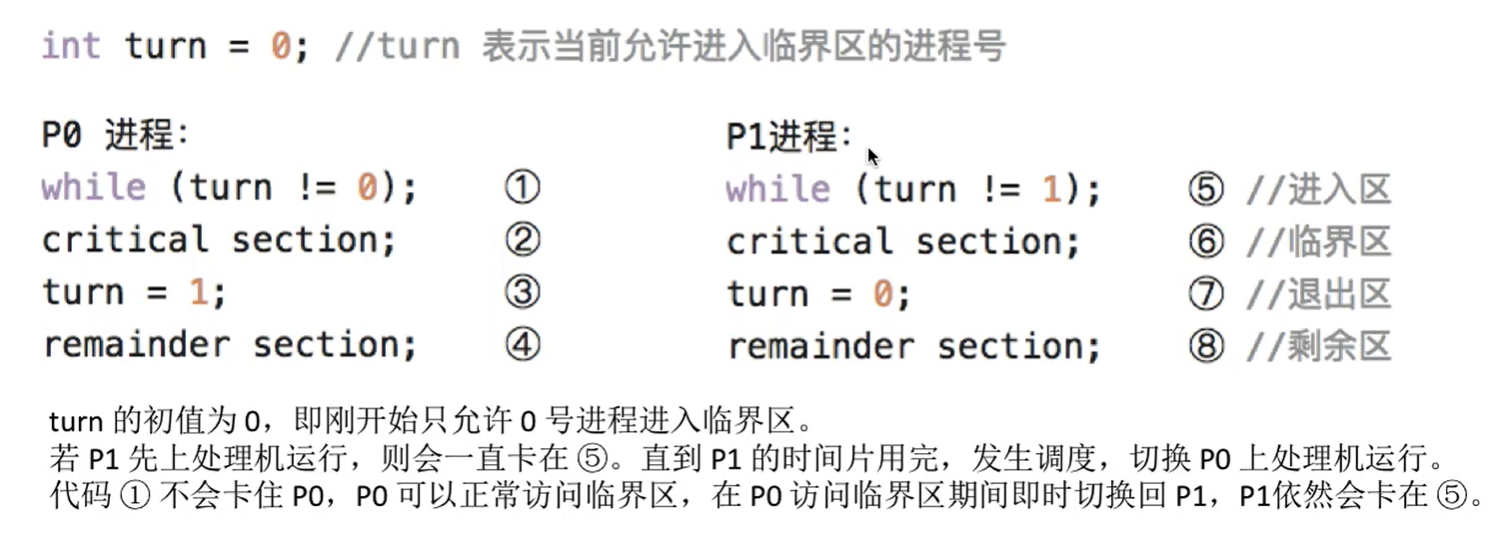 int turn = 0; //turn 表示当前允许进入临界区的进程号
P0 进程：
while (turn != 0); ①
critical section; ②
turn = 1; ③
remainder section; ④
P1进程：
while (turn != 1); ⑤ //进入区
critical section; ⑥ //临界区
turn = 0; ⑦ //退出区
remainder section; ⑧ //剩余区
turn 的初值为 0，即刚开始只允许 0 号进程进入临界区。
若 P1 先上处理机运行，则会一直卡在 ⑤。直到 P1 的时间片用完，发生调度，切换 P0 上处理机运行。
代码 ① 不会卡住 P0，P0 可以正常访问临界区，在 P0 访问临界区期间即时切换回 P1，P1依然会卡在 ⑤。